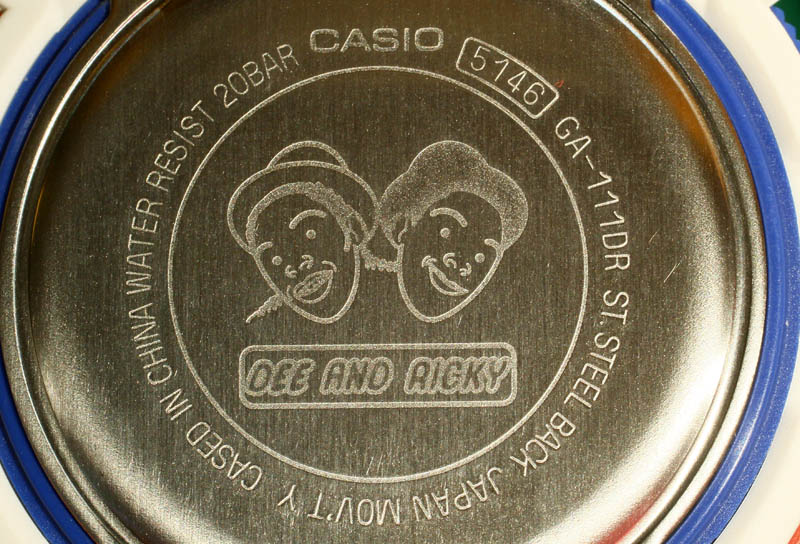 CASIO
5146
GA-111DR ST. STEEL BACK JAPAN MOV'T Y CASED IN CHINA WATER RESIST 20BAR
DEE AND RICKY